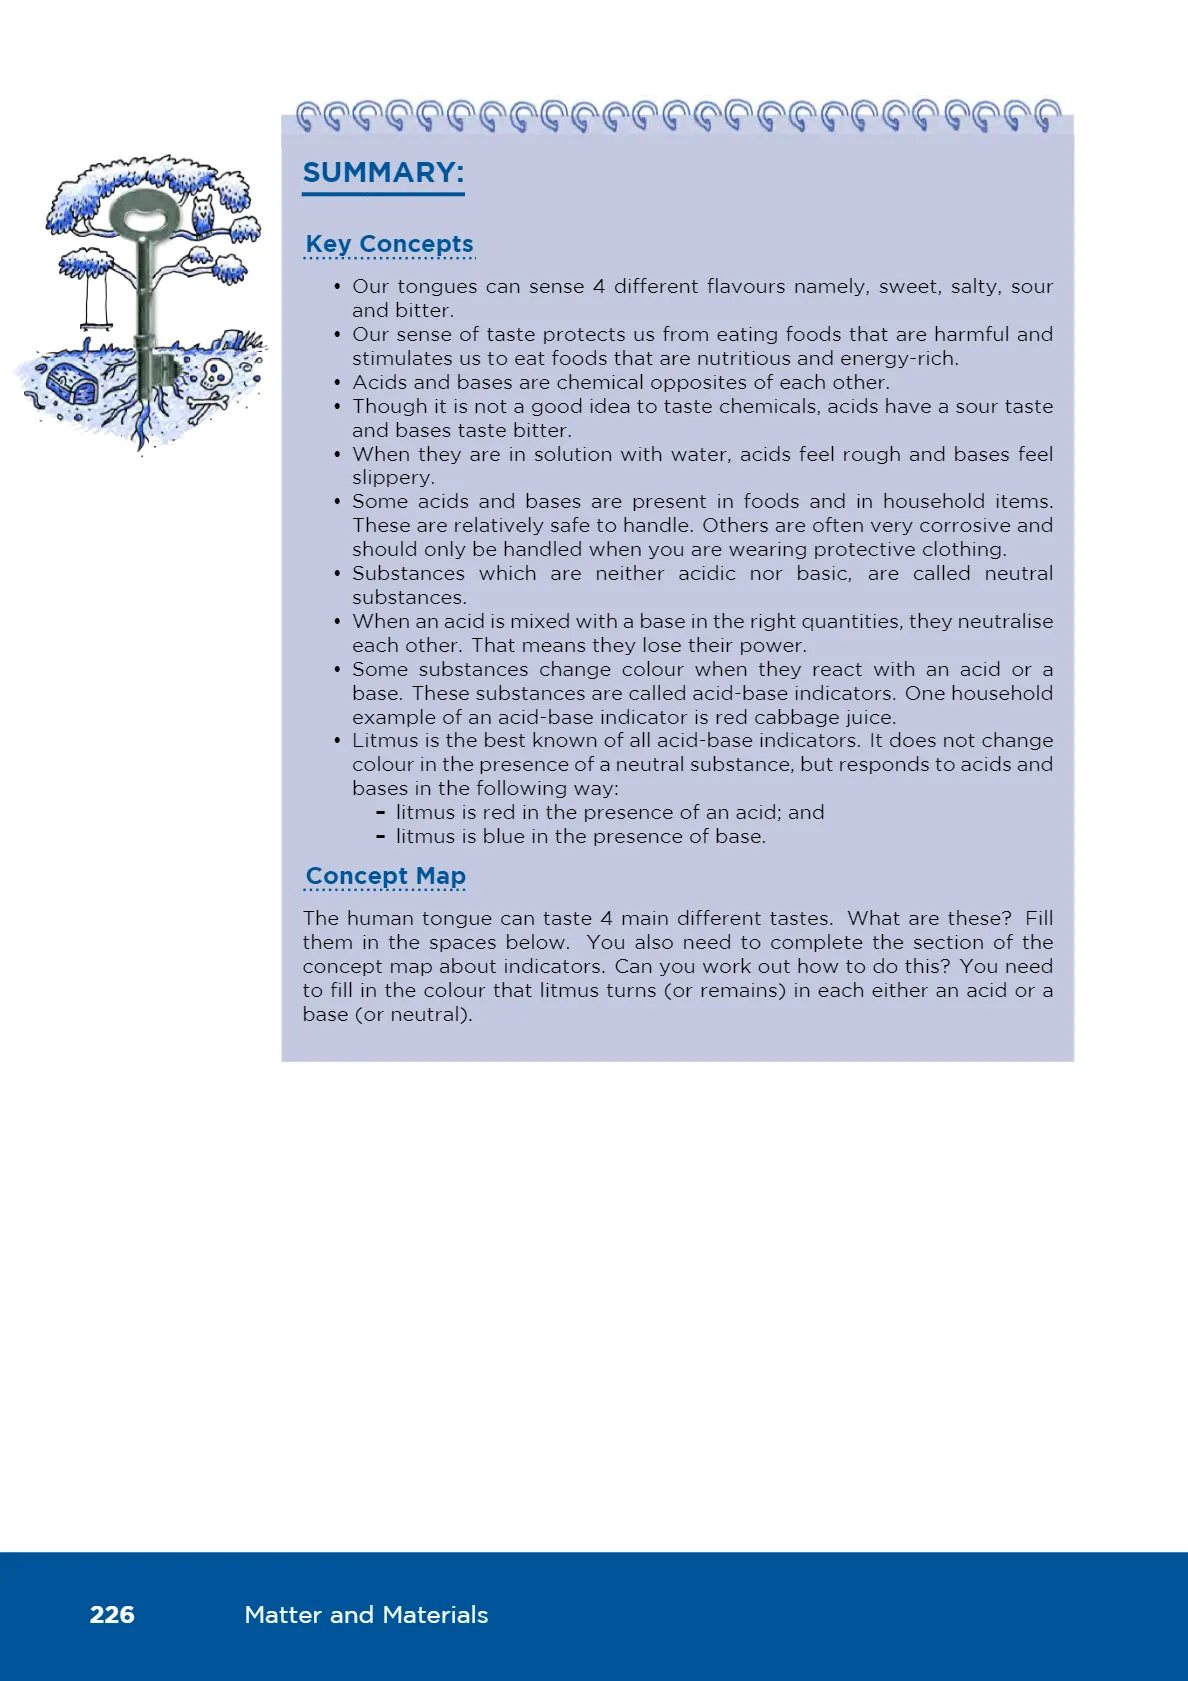 SUMMARY:
Key Concepts
• Our tongues can sense 4 different flavours namely, sweet, salty, sour
and bitter.
• Our sense of taste protects us from eating foods that are harmful and
stimulates us to eat foods that are nutritious and energy-rich.
• Acids and bases are chemical opposites of each other.
• Though it is not a good idea to taste chemicals, acids have a sour taste
and bases taste bitter.
• When they are in solution with water, acids feel rough and bases feel
slippery.
• Some acids and bases are present in foods and in household items.
These are relatively safe to handle. Others are often very corrosive and
should only be handled when you are wearing protective clothing.
• Substances which are neither acidic nor basic, are called neutral
substances.
• When an acid is mixed with a base in the right quantities, they neutralise
each other. That means they lose their power.
• Some substances change colour when they react with an acid or a
base. These substances are called acid-base indicators. One household
example of an acid-base indicator is red cabbage juice.
• Litmus is the best known of all acid-base indicators. It does not change
colour in the presence of a neutral substance, but responds to acids and
bases in the following way:
– litmus is red in the presence of an acid; and
– litmus is blue in the presence of base.
Concept Map
The human tongue can taste 4 main different tastes. What are these? Fill
them in the spaces below. You also need to complete the section of the
concept map about indicators. Can you work out how to do this? You need
to fill in the colour that litmus turns (or remains) in each either an acid or a
base (or neutral).
226 Matter and Materials